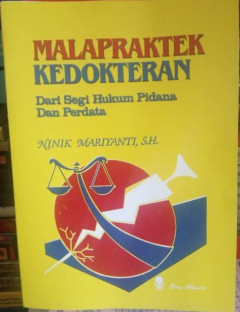 MALAPRAKTEK
KEDOKTERAN
Dari Segi Hukum Pidana
Dan Perdata
NINIK MARIYANTI, S.H.